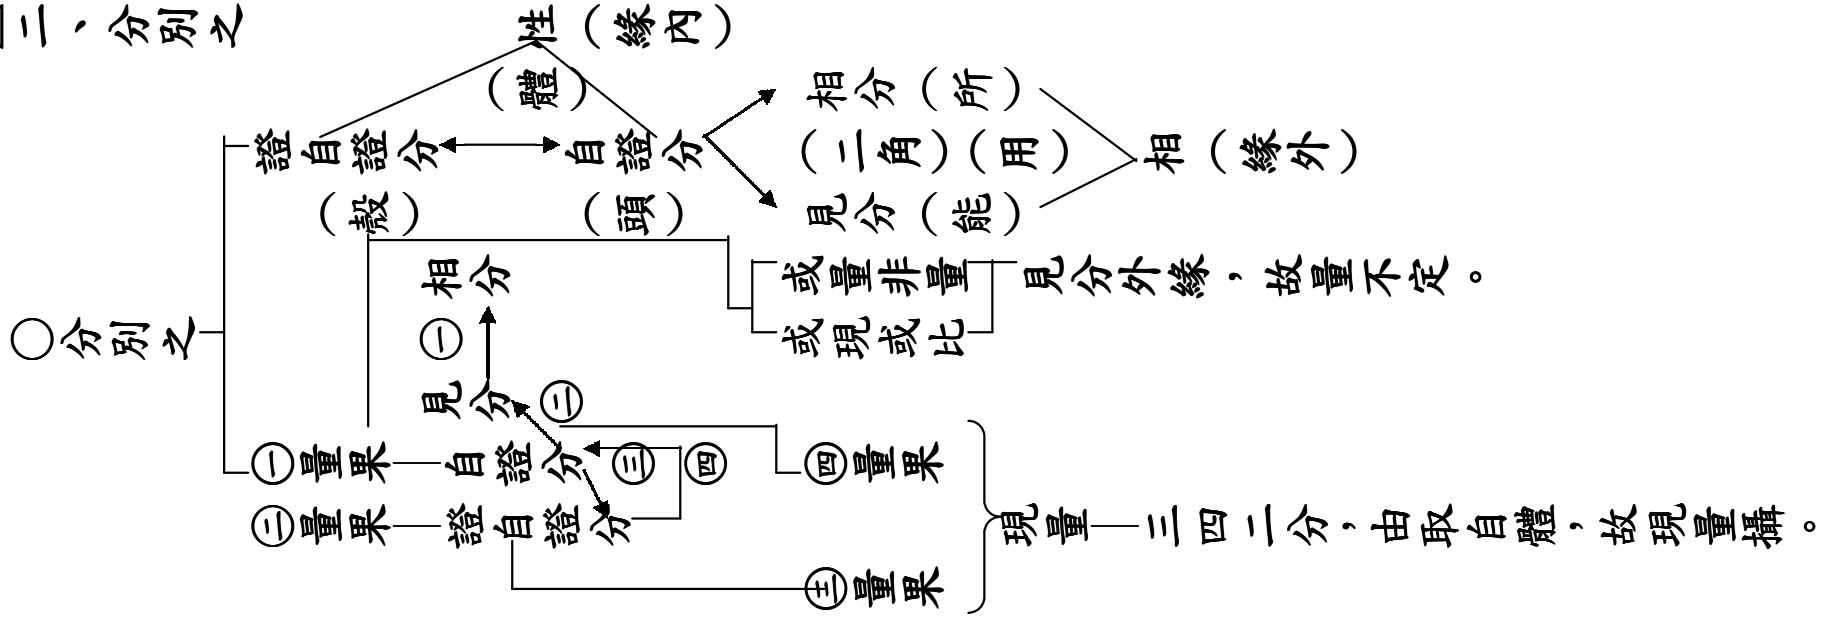 三、分別之
性（緣內）
（體）
證自證分
自證分
相分（所）
（二角）（用）
見分（能）
相（緣外）
（殼）
（頭）
○分別之
相分
㊀
見分
㊁
或量非量
或現或比
見分外緣，故量不定。
㊀量果
自證分
㊂
㊃
㊃量果
㊁量果
證自證分
㊂量果
現量
三四二分，由取自體，故現量攝。